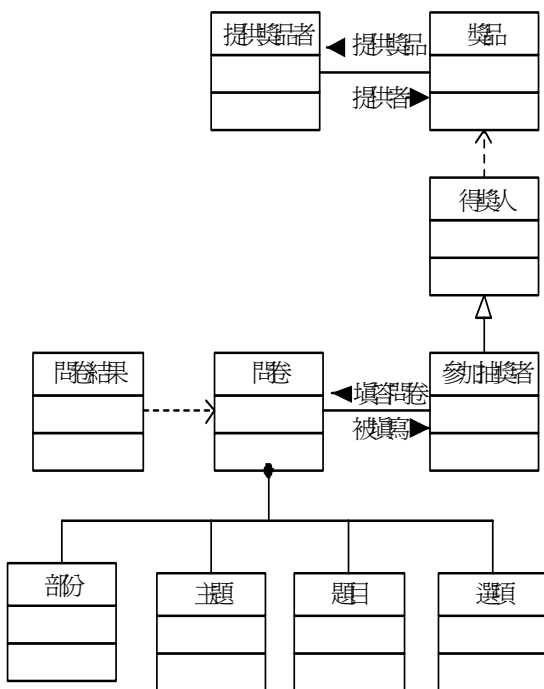 提供獎品者
提供獎品
獎品
提供者
得獎人
問卷結果
問卷
填答問卷
參加抽獎者
被填寫
部份
主題
題目
選項